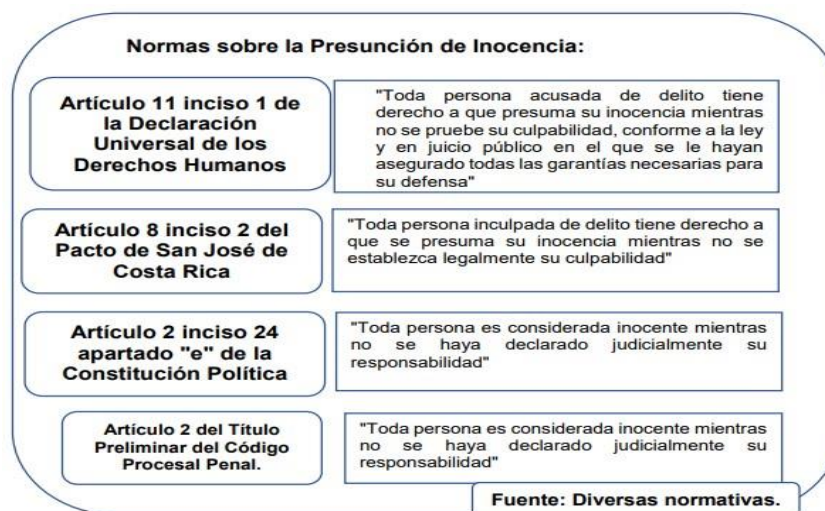 Normas sobre la Presunción de Inocencia:
Artículo 11 inciso 1 de
la Declaración
Universal de los
Derechos Humanos
"Toda persona acusada de delito tiene
derecho a que presuma su inocencia mientras
no se pruebe su culpabilidad, conforme a la ley
y en juicio público en el que se le hayan
asegurado todas las garantías necesarias para
su defensa"
Artículo 8 inciso 2 del
Pacto de San José de
Costa Rica
"Toda persona inculpada de delito tiene derecho a
que se presuma su inocencia mientras no se
establezca legalmente su culpabilidad"
Artículo 2 inciso 24
apartado "e" de la
Constitución Política
"Toda persona es considerada inocente mientras
no se haya declarado judicialmente su
responsabilidad"
Artículo 2 del Título
Preliminar del Código
Procesal Penal.
"Toda persona es considerada inocente mientras
no se haya declarado judicialmente su
responsabilidad"
Fuente: Diversas normativas.